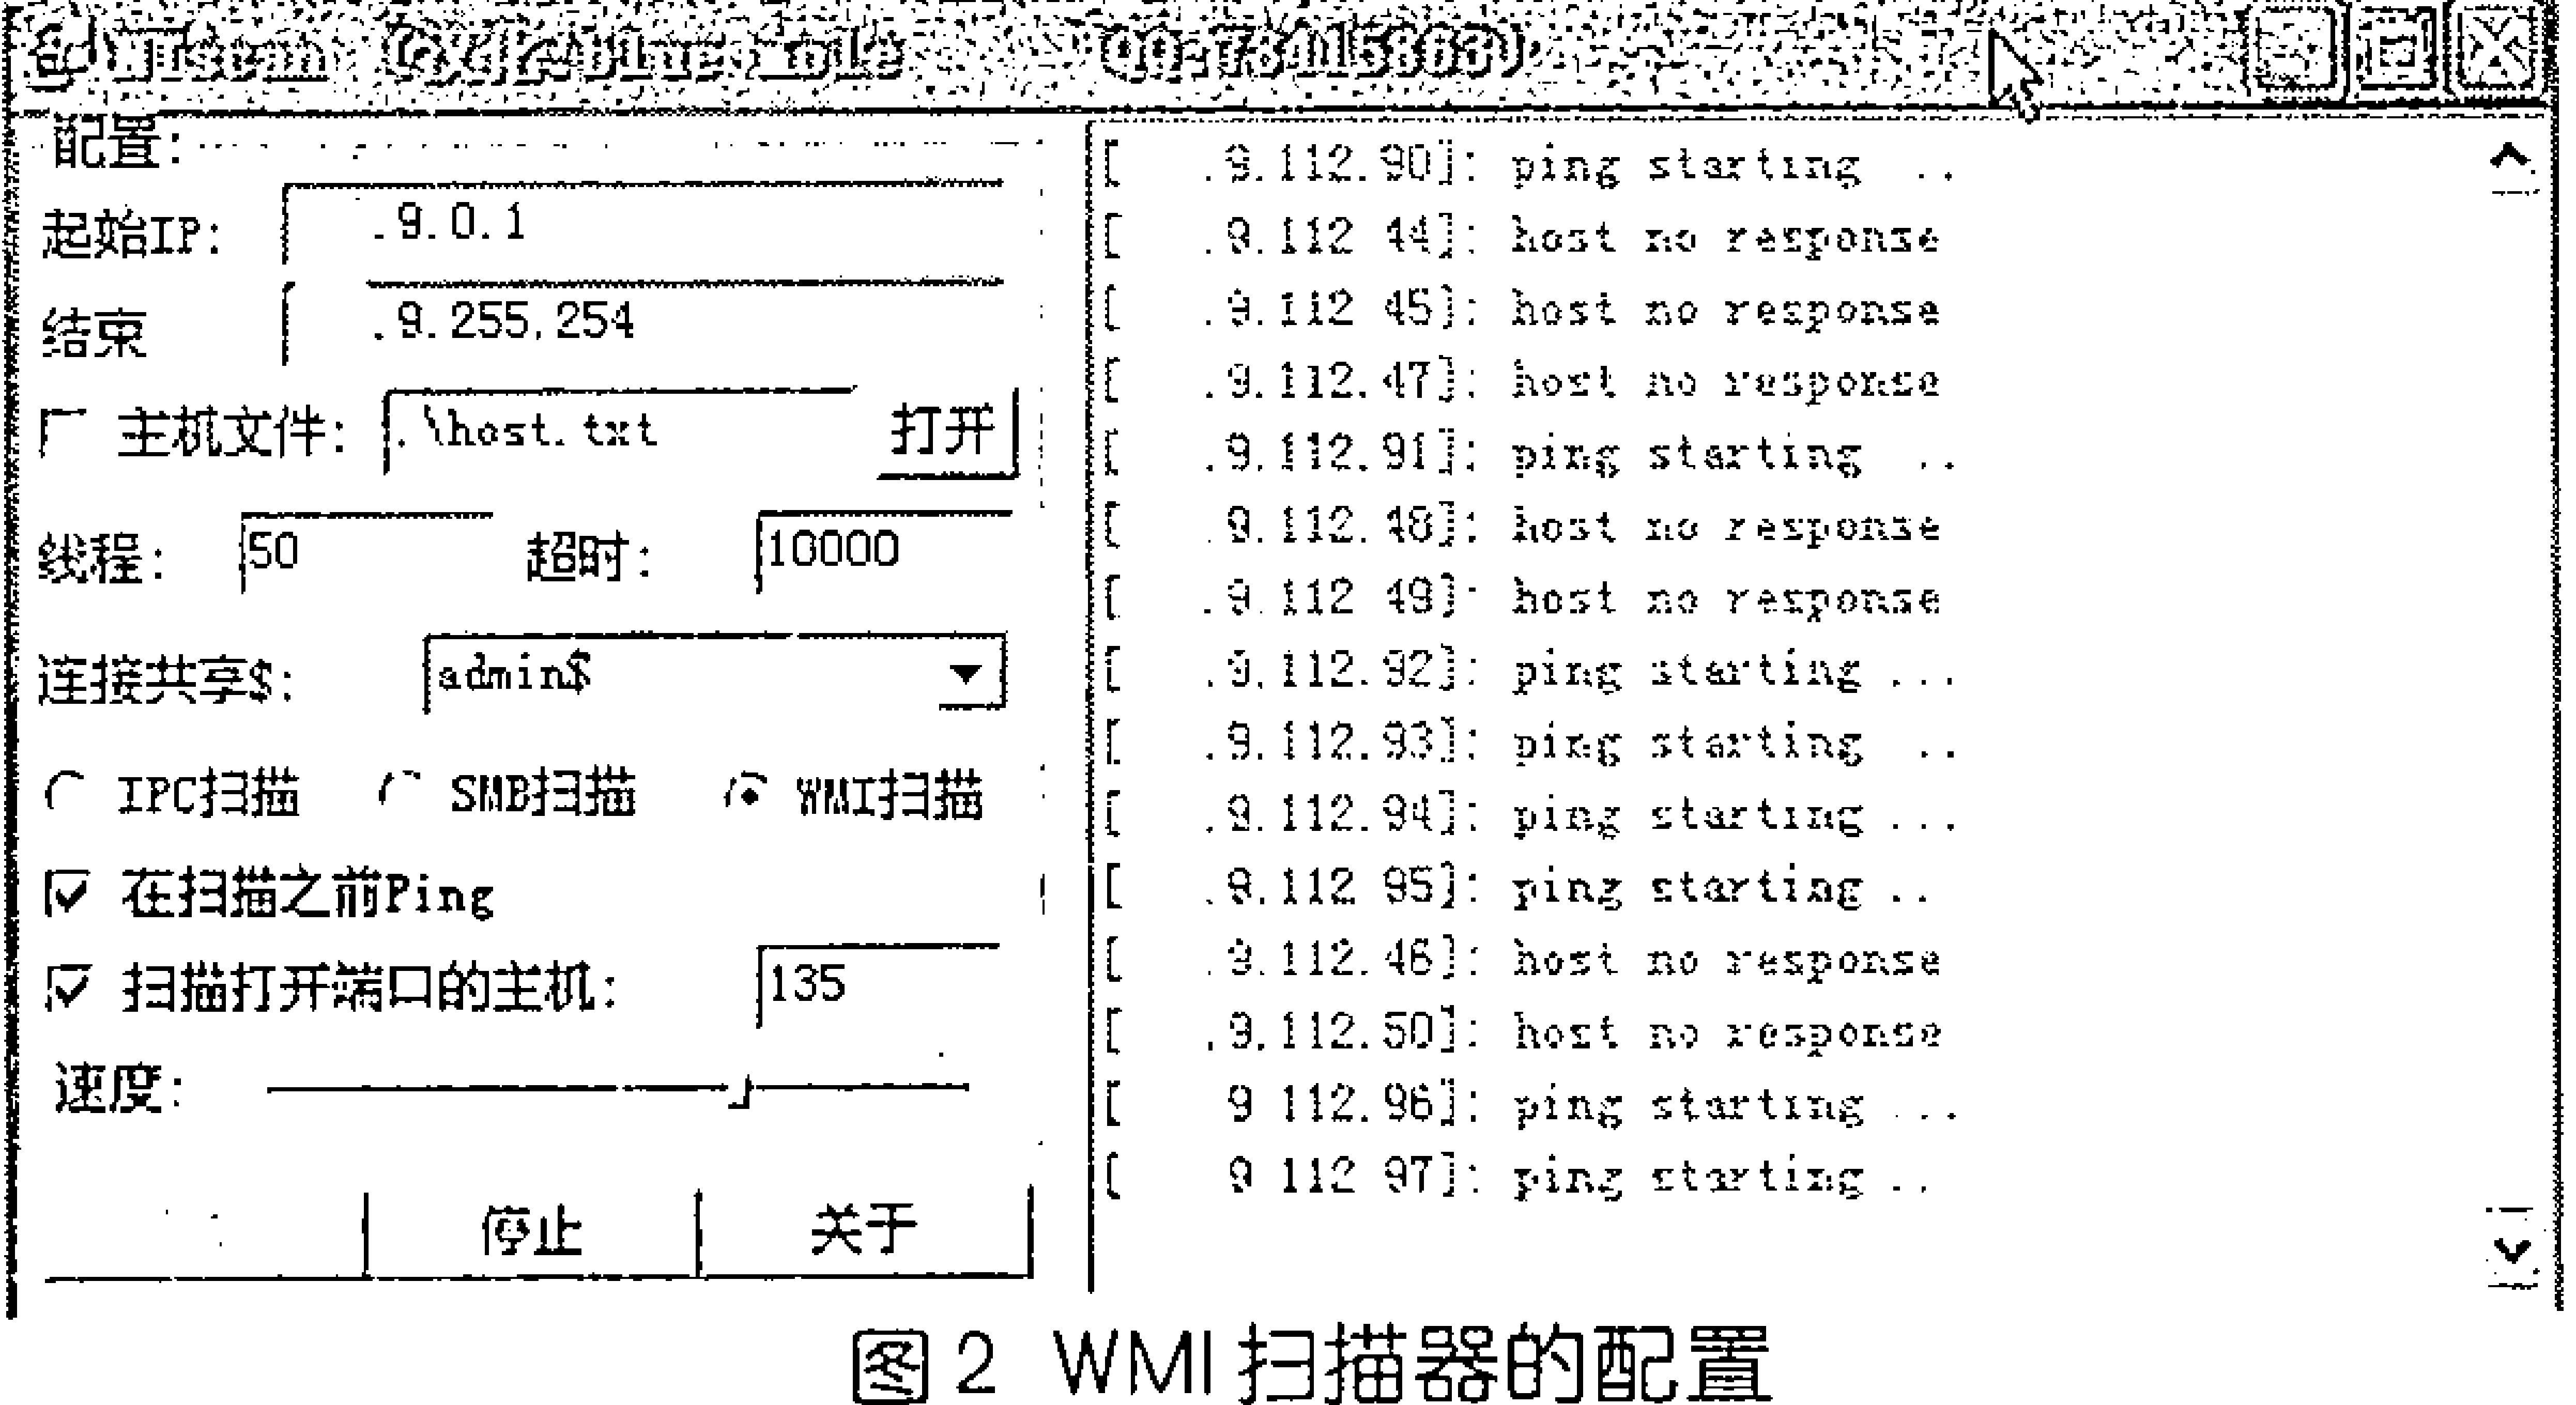 配置:
起始IP: .9.0.1
结束 .9.255.254
主机文件: .\host.txt 打开
线程: 50 超时: 10000
连接共享$: admin$
IPC扫描 SMB扫描 WMI扫描
在扫描之前Ping
扫描打开端口的主机: 135
速度:
停止 关于
[ .9.112.90]: ping starting ..
[ .9.112 44]: host no response
[ .9.112 45]: host no response
[ .9.112.47]: host no response
[ .9.112.91]: ping starting ..
[ .9.112.48]: host no response
[ .9.112 49]: host no response
[ .9.112.92]: ping starting ...
[ .9.112.93]: ping starting ..
[ .9.112.94]: ping starting ...
[ .9.112 95]: ping starting ..
[ .9.112.46]: host no response
[ .9.112.50]: host no response
[ 9 112.96]: ping starting ...
[ 9 112 97]: ping starting ..
图2 WMI扫描器的配置